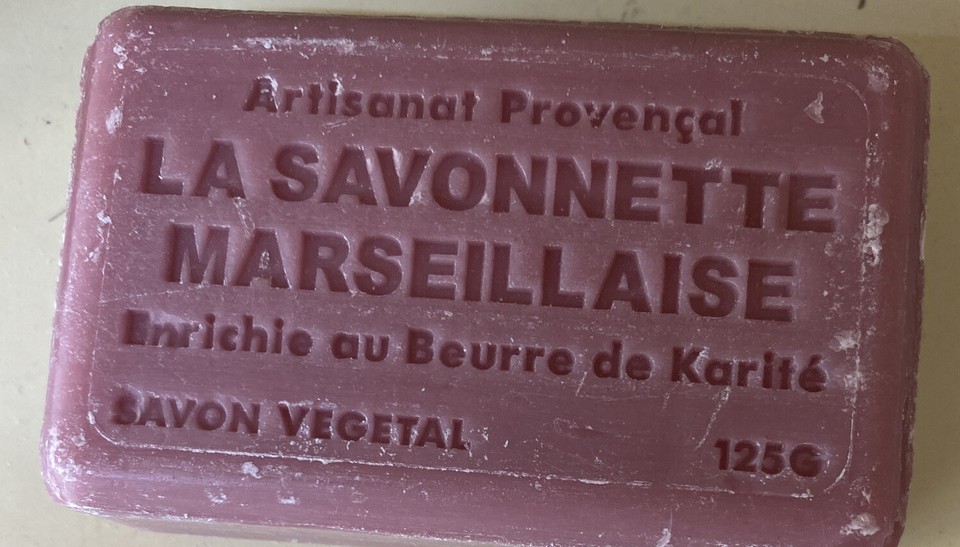 Artisanat Provençal
LA SAVONNETTE
MARSEILLAISE
Enrichie au Beurre de Karité
SAVON VEGETAL 125G